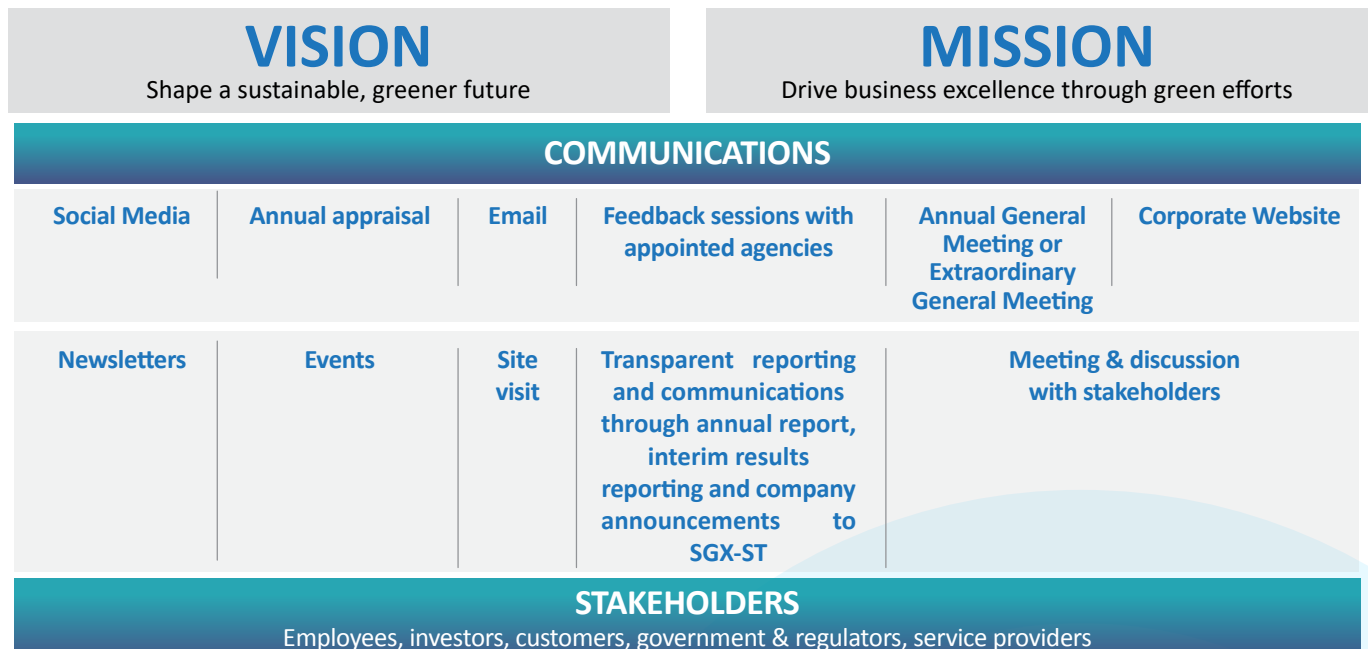 VISION
Shape a sustainable, greener future
MISSION
Drive business excellence through green efforts
COMMUNICATIONS
Social Media
Annual appraisal
Email
Feedback sessions with
appointed agencies
Annual General
Meeting or
Extraordinary
General Meeting
Corporate Website
Newsletters
Events
Site
visit
Transparent reporting
and communications
through annual report,
interim results
reporting and company
announcements to
SGX-ST
Meeting & discussion
with stakeholders
STAKEHOLDERS
Employees, investors, customers, government & regulators, service providers